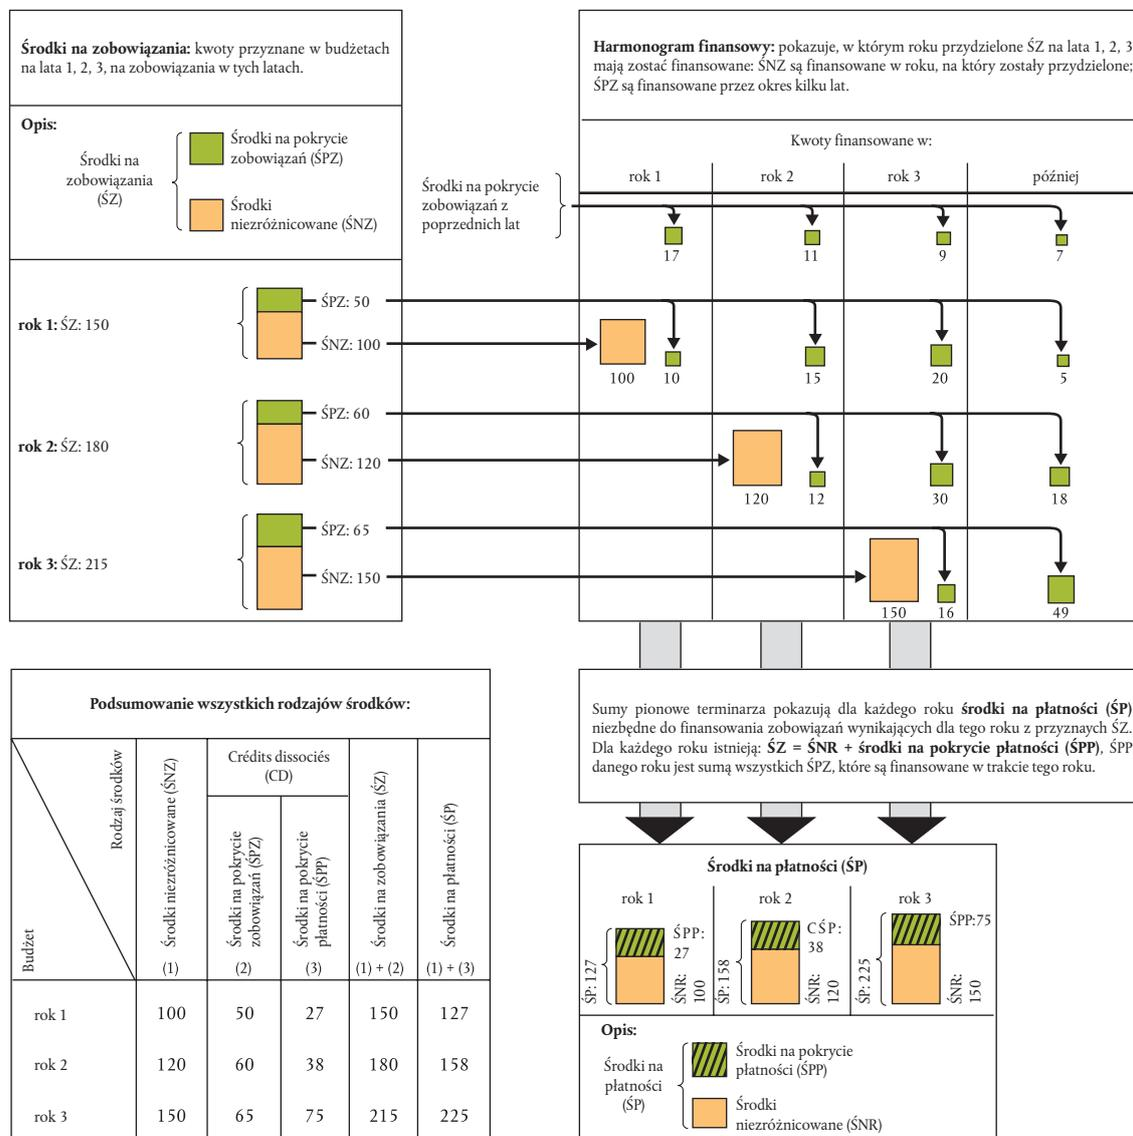 Środki na zobowiązania: kwoty przyznane w budżetach
na lata 1, 2, 3, na zobowiązania w tych latach.
Opis:
Środki na
zobowiązania
(ŚZ)
Środki na pokrycie
zobowiązań (ŚPZ)
Środki
niezróżnicowane (ŚNZ)
Harmonogram finansowy: pokazuje, w którym roku przydzielone ŚZ na lata 1, 2, 3
mają zostać finansowane: ŚNZ są finansowane w roku, na który zostały przydzielone;
ŚPZ są finansowane przez okres kilku lat.
Kwoty finansowane w:
rok 1
rok 2
rok 3
później
Środki na pokrycie
zobowiązań z
poprzednich lat
17
11
9
7
rok 1: ŚZ: 150
ŚPZ: 50
ŚNZ: 100
100
10
15
20
5
rok 2: ŚZ: 180
ŚPZ: 60
ŚNZ: 120
120
12
30
18
rok 3: ŚZ: 215
ŚPZ: 65
ŚNZ: 150
150
16
49
Podsumowanie wszystkich rodzajów środków:
Rodzaj środków
Budżet
Środki niezróżnicowane (ŚNZ)
(1)
Crédits dissociés
(CD)
Środki na pokrycie
zobowiązań (ŚPZ)
(2)
Środki na pokrycie
płatności (ŚPP)
(3)
Środki na zobowiązania (ŚZ)
(1) + (2)
Środki na płatności (ŚP)
(1) + (3)
rok 1 100 50 27 150 127
rok 2 120 60 38 180 158
rok 3 150 65 75 215 225
Sumy pionowe terminarza pokazują dla każdego roku środki na płatności (ŚP)
niezbędne do finansowania zobowiązań wynikających dla tego roku z przyznych ŚZ.
Dla każdego roku istnieją: ŚZ = ŚNR + środki na pokrycie płatności (ŚPP), ŚPP
danego roku jest sumą wszystkich ŚPZ, które są finansowane w trakcie tego roku.
Środki na płatności (ŚP)
rok 1
ŚP: 127
ŚPP:
27
ŚNR:
100
rok 2
ŚP: 158
CŚP:
38
ŚNR:
120
rok 3
ŚP: 225
ŚPP:75
ŚNR:
150
Opis:
Środki na
płatności
(ŚP)
Środki na pokrycie
płatności (ŚPP)
Środki
niezróżnicowane (ŚNR)